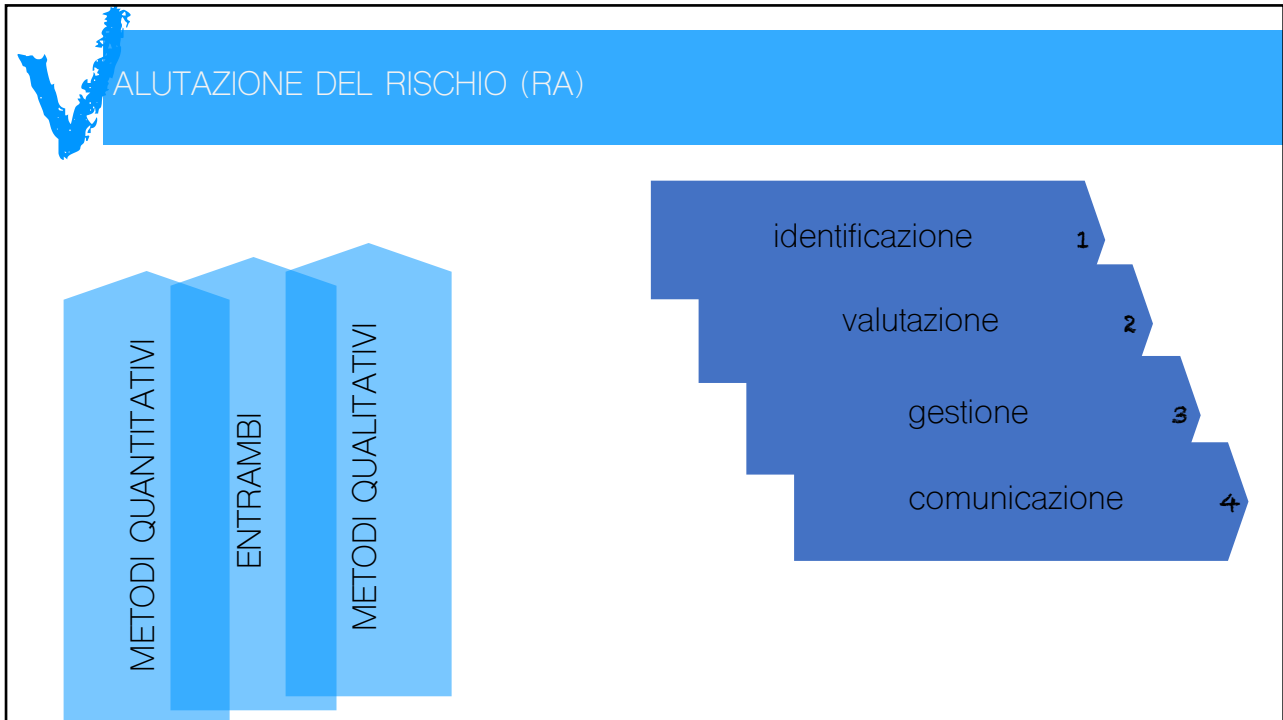 VALUTAZIONE DEL RISCHIO (RA)
METODI QUANTITATIVI
ENTRAMBI
METODI QUALITATIVI
identificazione 1
valutazione 2
gestione 3
comunicazione 4